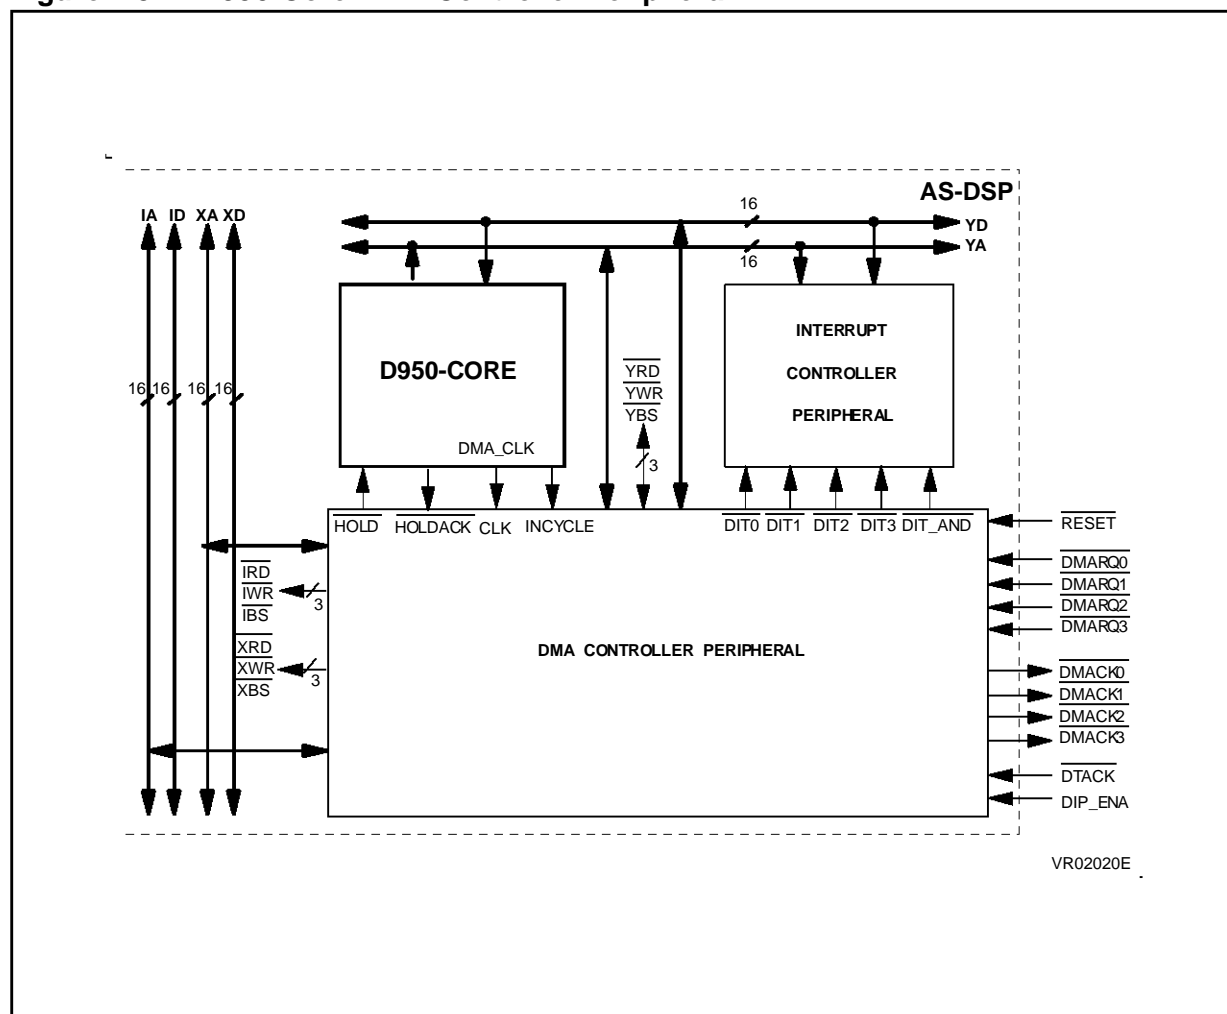 AS-DSP
IA ID XA XD
16
YD
YA
16
D950-CORE
DMA_CLK
INTERRUPT
CONTROLLER
PERIPHERAL
YRD
YWR
YBS
3
16 16 16 16
HOLD HOLDACK CLK INCYCLE
DIT0 DIT1 DIT2 DIT3 DIT_AND
RESET
IRD
IWR
IBS
3
XRD
XWR
XBS
3
DMA CONTROLLER PERIPHERAL
DMARQ0
DMARQ1
DMARQ2
DMARQ3
DMACK0
DMACK1
DMACK2
DMACK3
DTACK
DIP_ENA
VR02020E